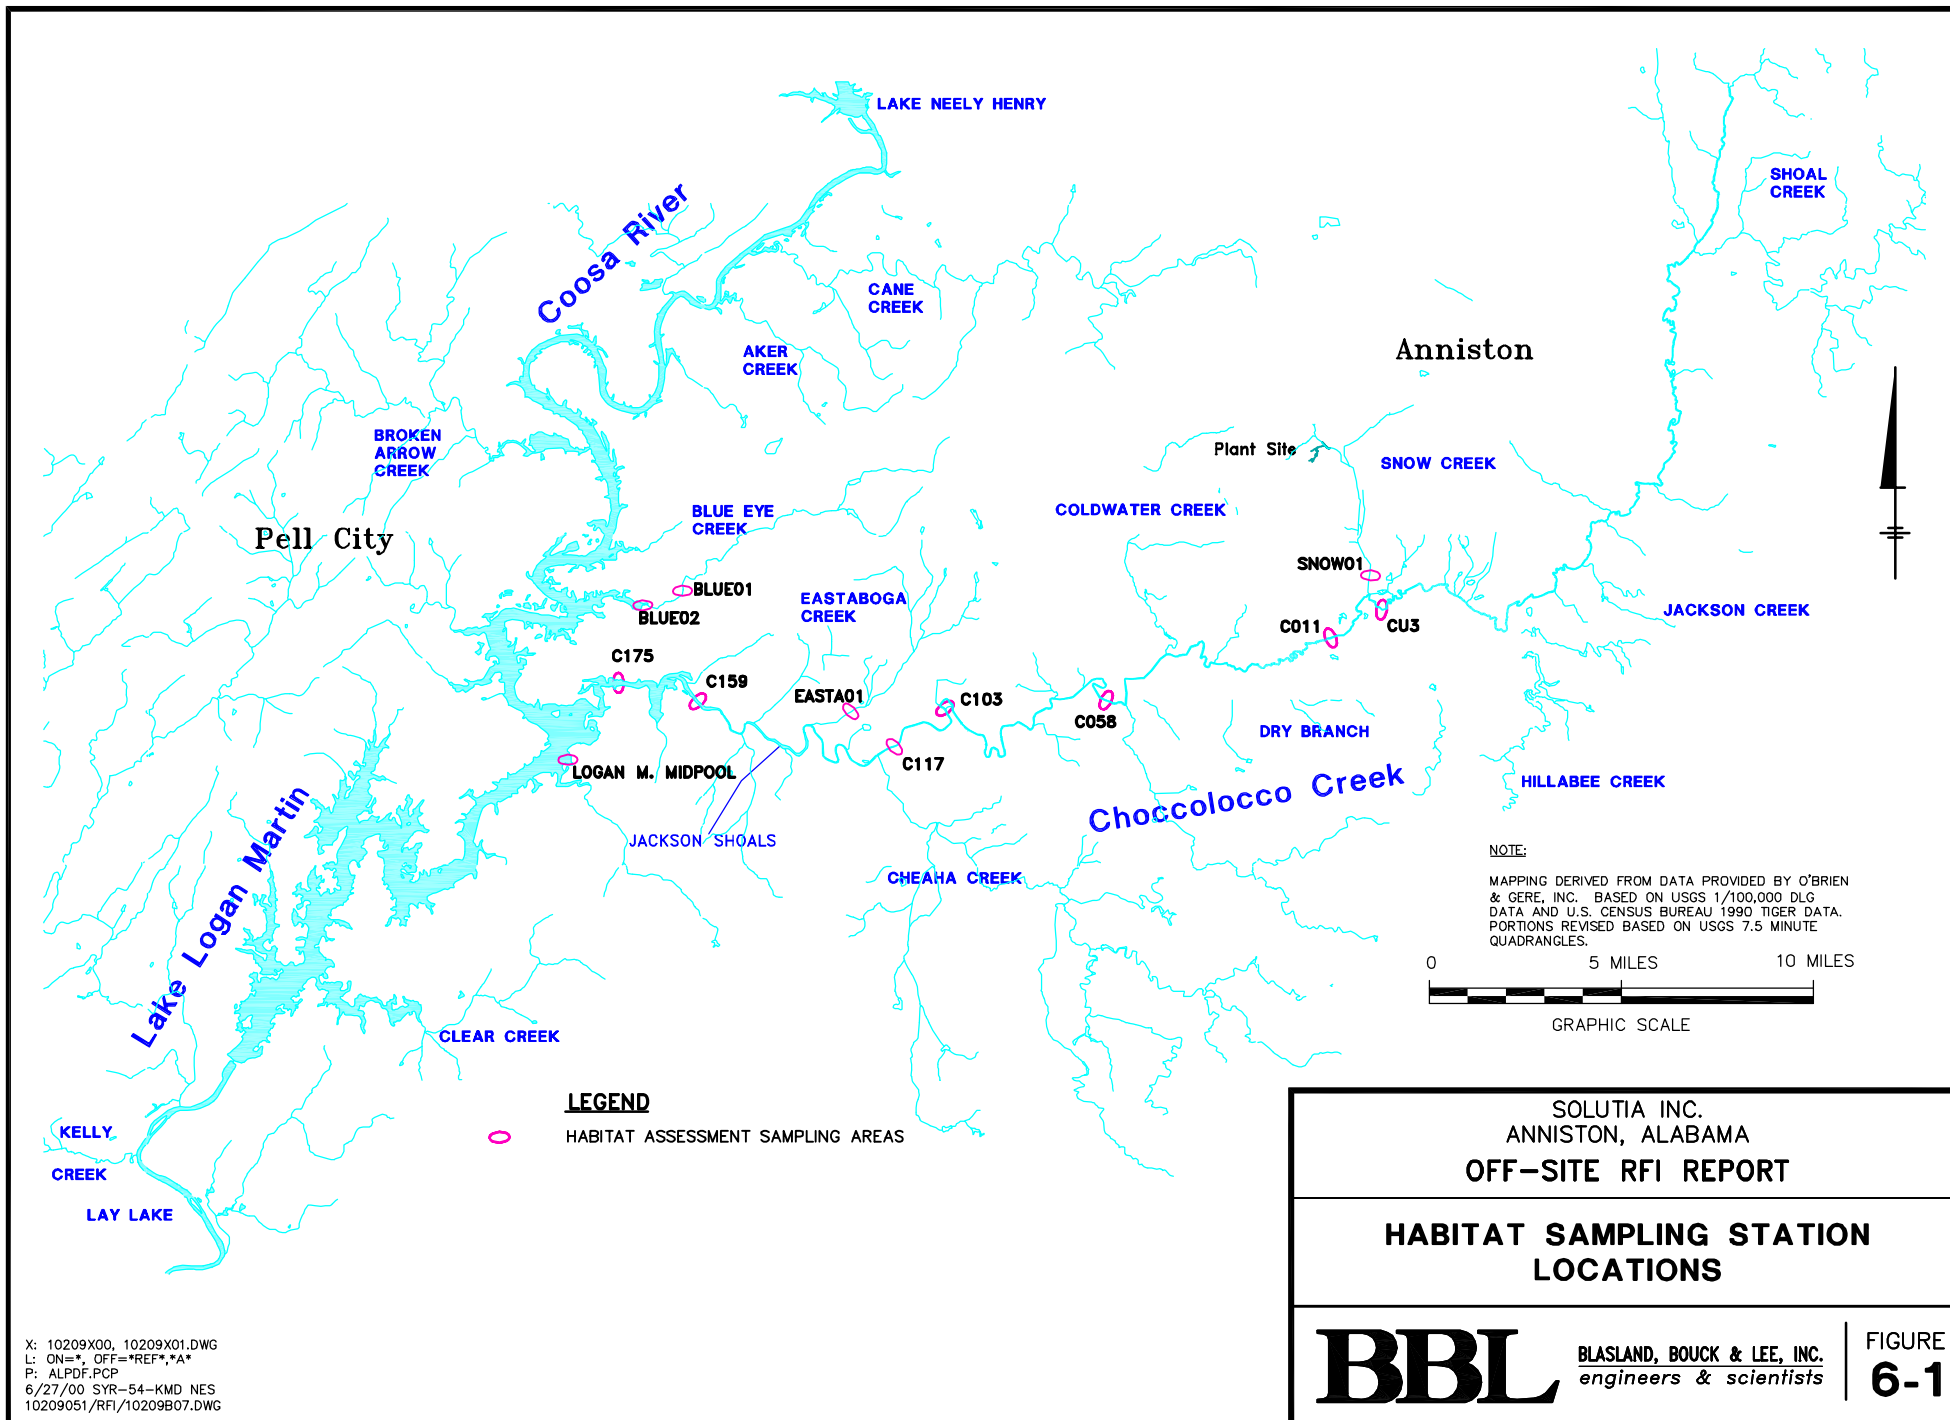 LAKE NEELY HENRY
SHOAL
CREEK
Coosa River
CANE
CREEK
AKER
CREEK
Anniston
BROKEN
ARROW
CREEK
Plant Site
SNOW CREEK
BLUE EYE
CREEK
COLDWATER CREEK
Pell City
SNOW01
BLUE01
BLUE02
EASTABOGA
CREEK
JACKSON CREEK
C011
CU3
C175
C159
EASTA01
C103
C058
DRY BRANCH
C117
LOGAN M. MIDPOOL
HILLABEE CREEK
Choccolocco Creek
JACKSON SHOALS
Lake Logan Martin
CHEAHA CREEK
NOTE:
MAPPING DERIVED FROM DATA PROVIDED BY O'BRIEN
& GERE, INC. BASED ON USGS 1/100,000 DLG
DATA AND U.S. CENSUS BUREAU 1990 TIGER DATA.
PORTIONS REVISED BASED ON USGS 7.5 MINUTE
QUADRANGLES.
0 5 MILES 10 MILES
GRAPHIC SCALE
CLEAR CREEK
LEGEND
HABITAT ASSESSMENT SAMPLING AREAS
KELLY
CREEK
LAY LAKE
SOLUTIA INC.
ANNISTON, ALABAMA
OFF-SITE RFI REPORT
HABITAT SAMPLING STATION
LOCATIONS
BBL
BLASLAND, BOUCK & LEE, INC.
engineers & scientists
FIGURE
6-1
X: 10209X00, 10209X01.DWG
L: ON=*, OFF=*REF*,*A*
P: ALPDF.PCP
6/27/00 SYR-54-KMD NES
10209051/RFI/10209B07.DWG